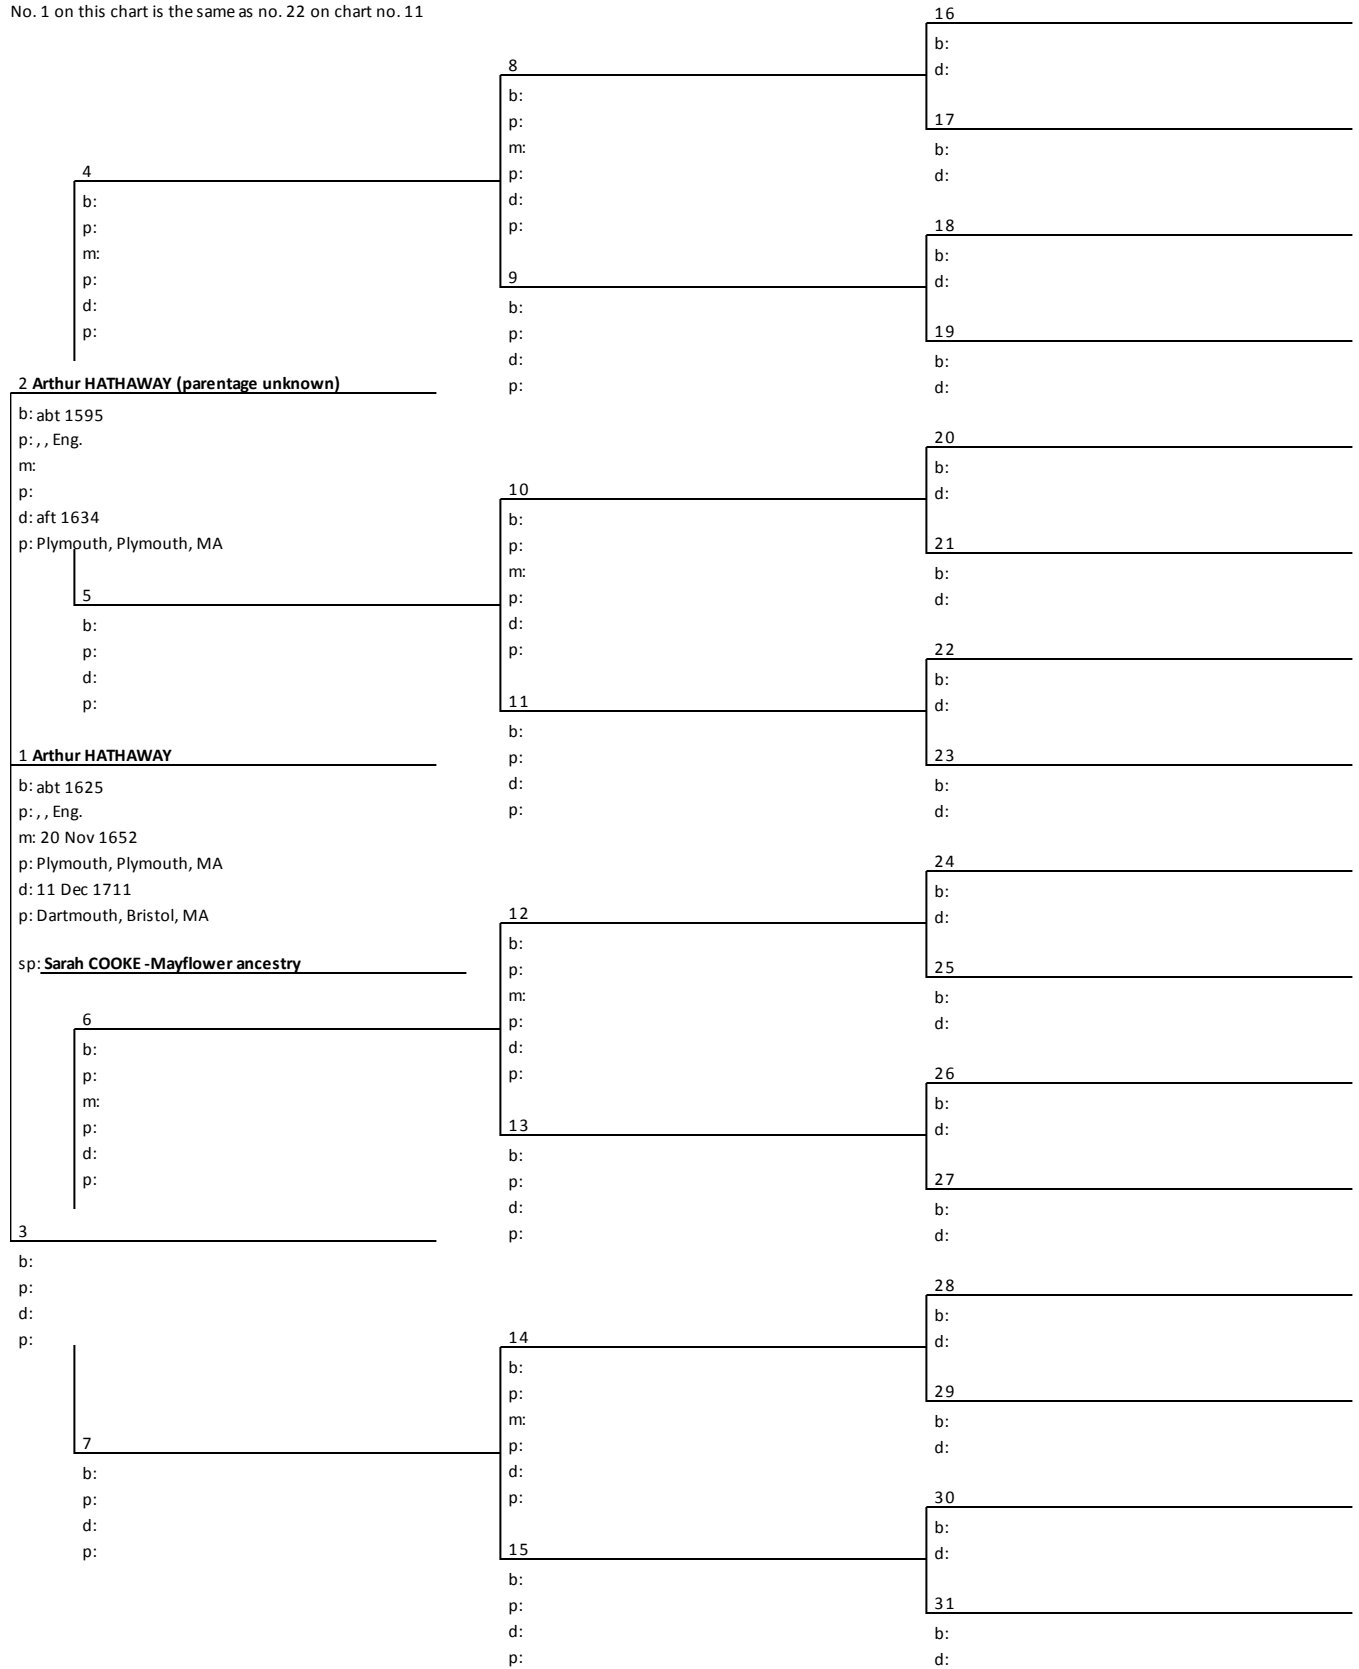 No. 1 on this chart is the same as no. 22 on chart no. 11
4
b:
p:
m:
p:
d:
p:
2 Arthur HATHAWAY (parentage unknown)
b: abt 1595
p: , , Eng.
m:
p:
d: aft 1634
p: Plymouth, Plymouth, MA
5
b:
p:
d:
p:
1 Arthur HATHAWAY
b: abt 1625
p: , , Eng.
m: 20 Nov 1652
p: Plymouth, Plymouth, MA
d: 11 Dec 1711
p: Dartmouth, Bristol, MA
sp: Sarah COOKE -Mayflower ancestry
6
b:
p:
m:
p:
d:
p:
3
b:
p:
d:
p:
7
b:
p:
d:
p:
8
b:
p:
m:
p:
d:
p:
9
b:
p:
d:
p:
10
b:
p:
m:
p:
d:
p:
11
b:
p:
d:
p:
12
b:
p:
m:
p:
d:
p:
13
b:
p:
d:
p:
14
b:
p:
m:
p:
d:
p:
15
b:
p:
d:
p:
16
b:
d:
17
b:
d:
18
b:
d:
19
b:
d:
20
b:
d:
21
b:
d:
22
b:
d:
23
b:
d:
24
b:
d:
25
b:
d:
26
b:
d:
27
b:
d:
28
b:
d:
29
b:
d:
30
b:
d:
31
b:
d: